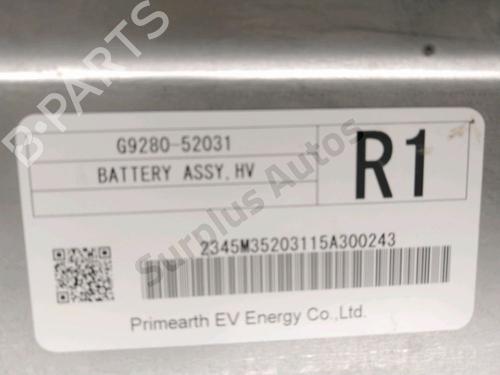 G9280-52031
BATTERY ASSY, HV
R1
2345M35203115A300243
Primearth EV Energy Co.,Ltd.
B-PARTS
Surplus Autos